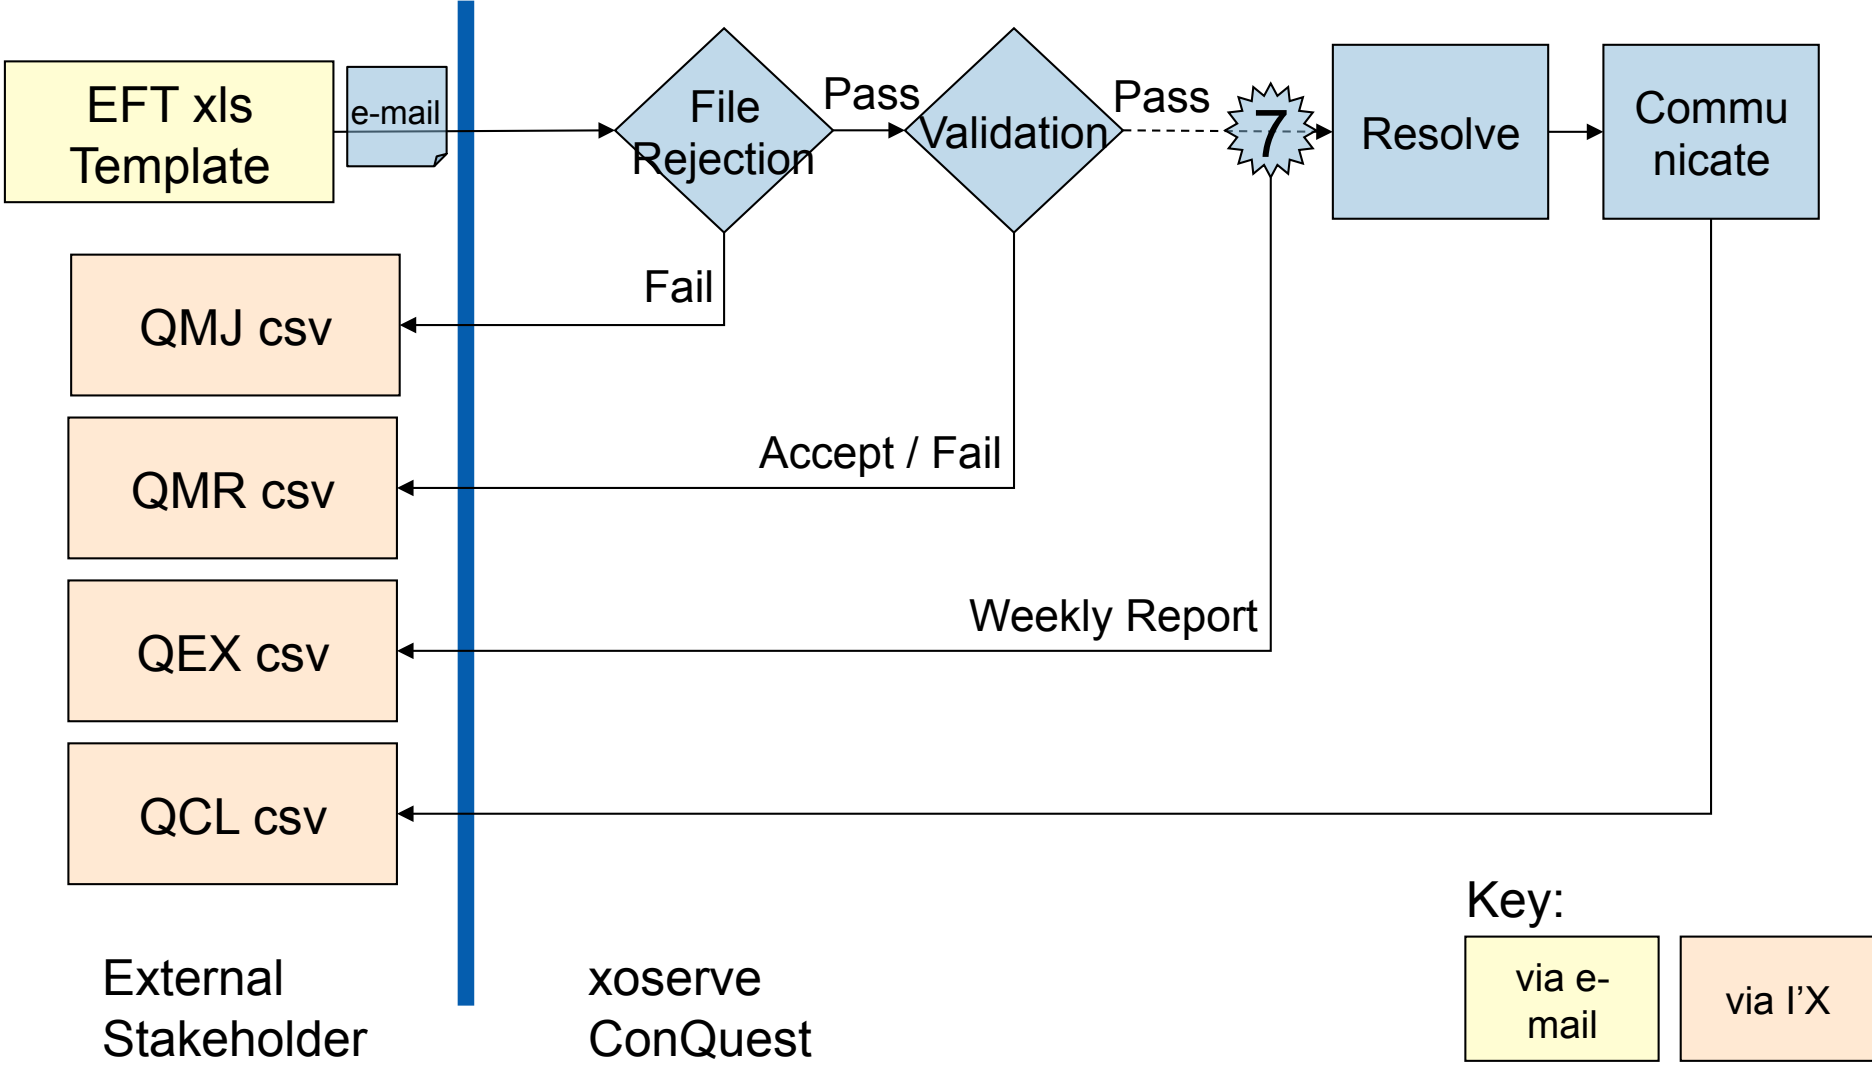 EFT xls
Template
e-mail
File
Rejection
Pass
Validation
Pass
7
Resolve
Commu
nicate
Fail
QMJ csv
Accept / Fail
QMR csv
Weekly Report
QEX csv
QCL csv
Key:
via e-
mail
via I’X
External
Stakeholder
xoserve
ConQuest